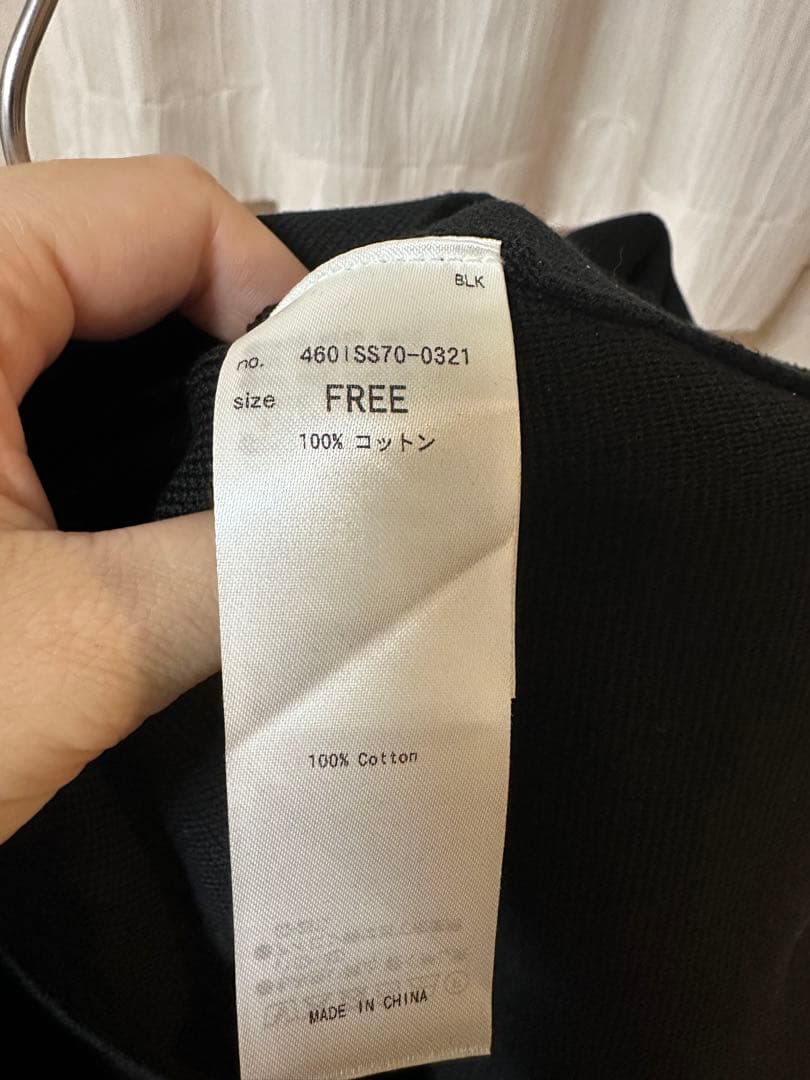 BLK
no. 460ISS70-0321
size FREE
100% コットン
100% Cotton
MADE IN CHINA